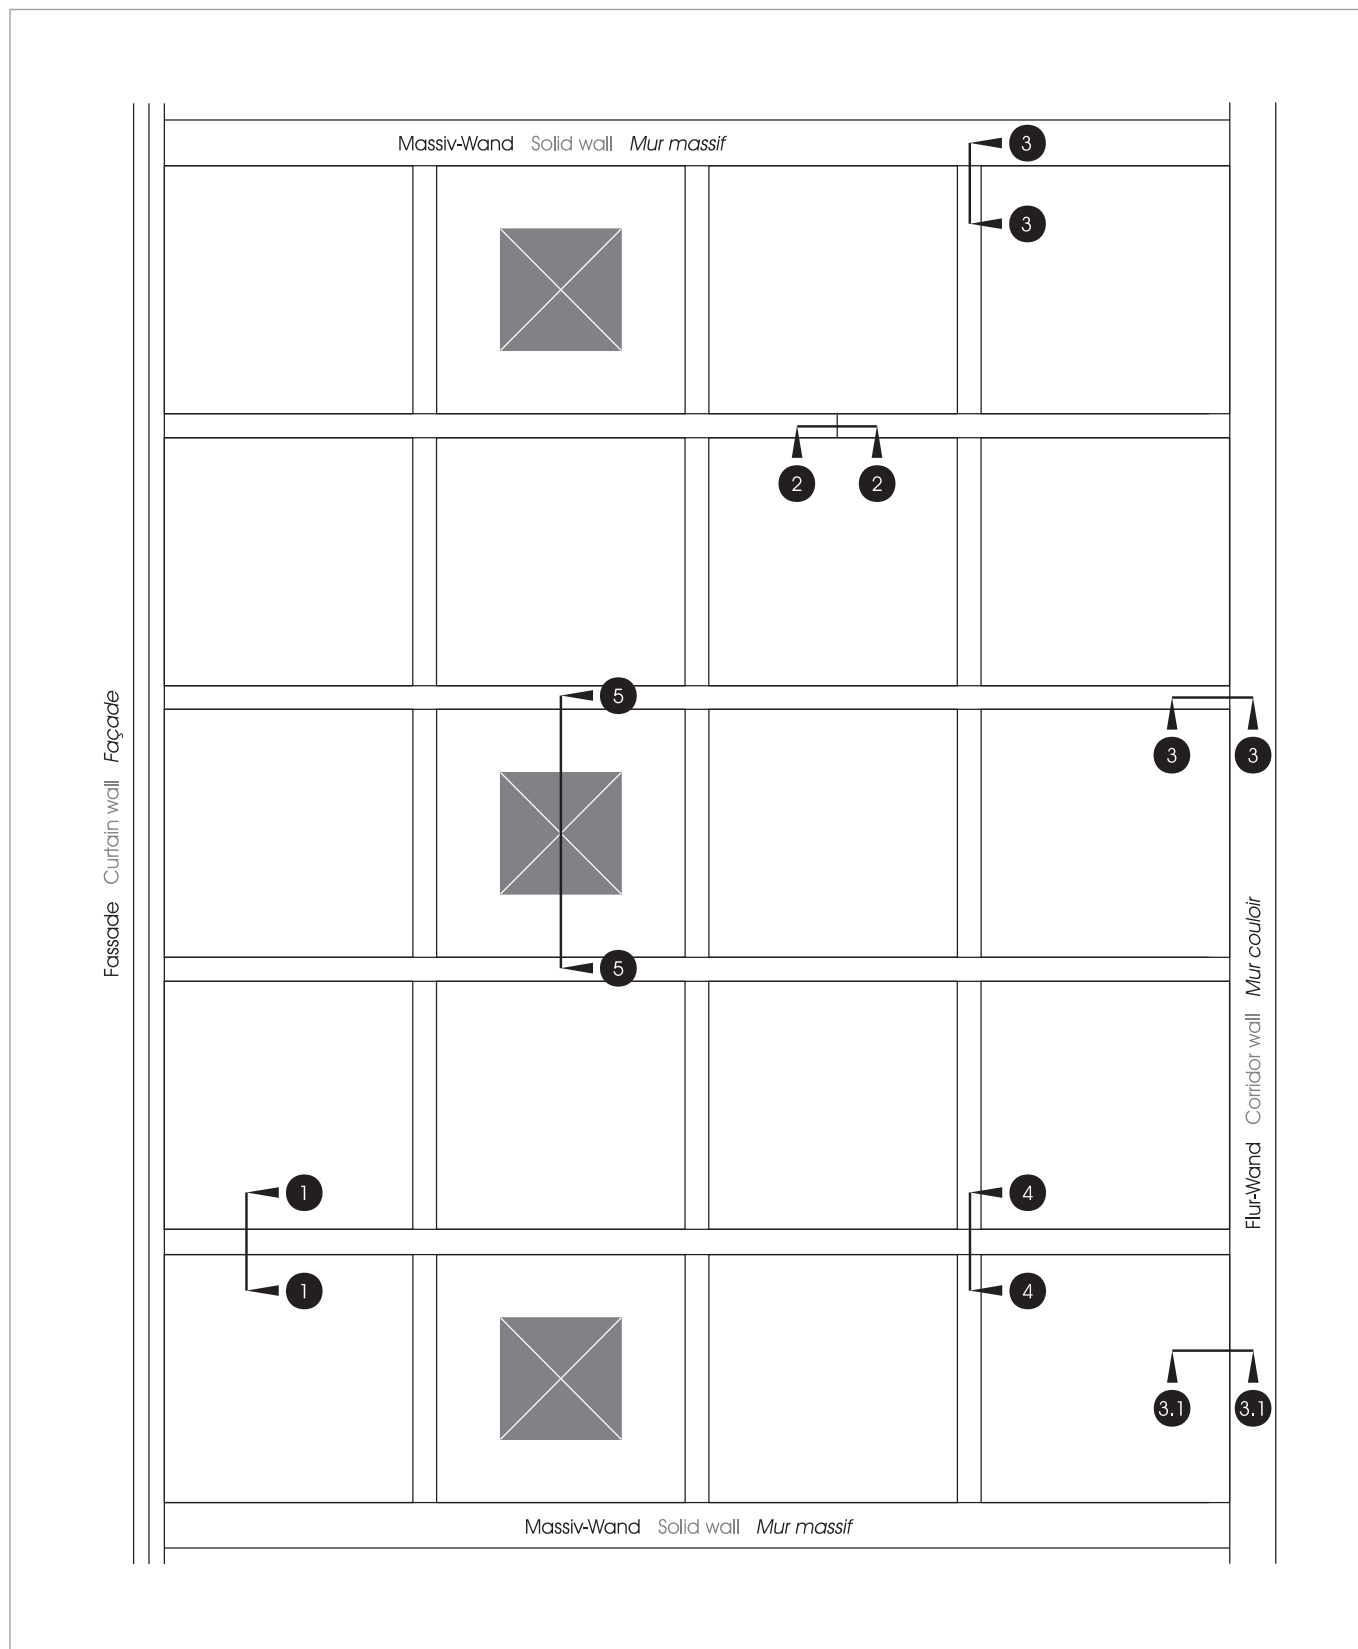 Massiv-Wand Solid wall Mur massif
3
3
2 2
5
3 3
5
Fassade Curtain wall Façade
Flur-Wand Corridor wall Mur couloir
1 4
1 4
3.1 3.1
Massiv-Wand Solid wall Mur massif